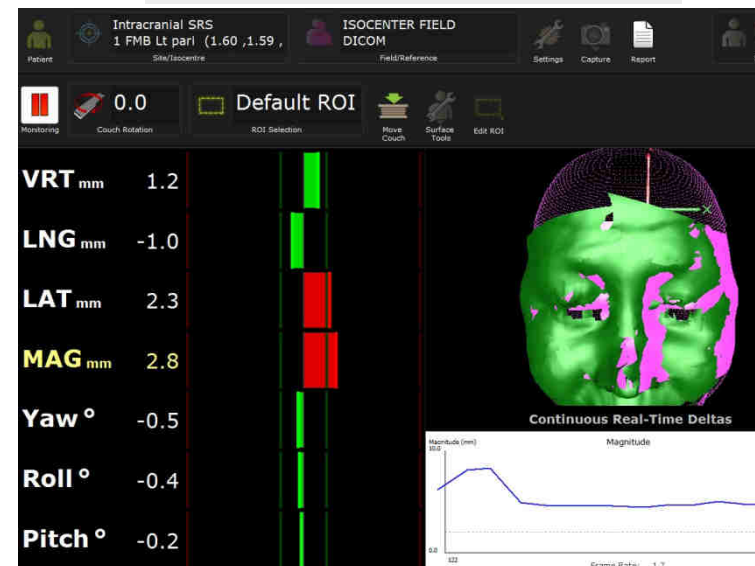 Intracranial SRS
1 FMB Lt pari (1.60 ,1.59 ,
Site/Isocentre
ISOCENTER FIELD
DICOM
Field/Reference
Patient
Settings
Capture
Report
Monitoring
0.0
Couch Rotation
Default ROI
ROI Selection
Move
Couch
Surface
Tools
Edit ROI
VRT mm 1.2
LNG mm -1.0
LAT mm 2.3
MAG mm 2.8
Yaw ° -0.5
Roll ° -0.4
Pitch ° -0.2
X
Continuous Real-Time Deltas
Magnitude (mm)
Magnitude
10.0
0.0
122
Frame Rate: 1.7